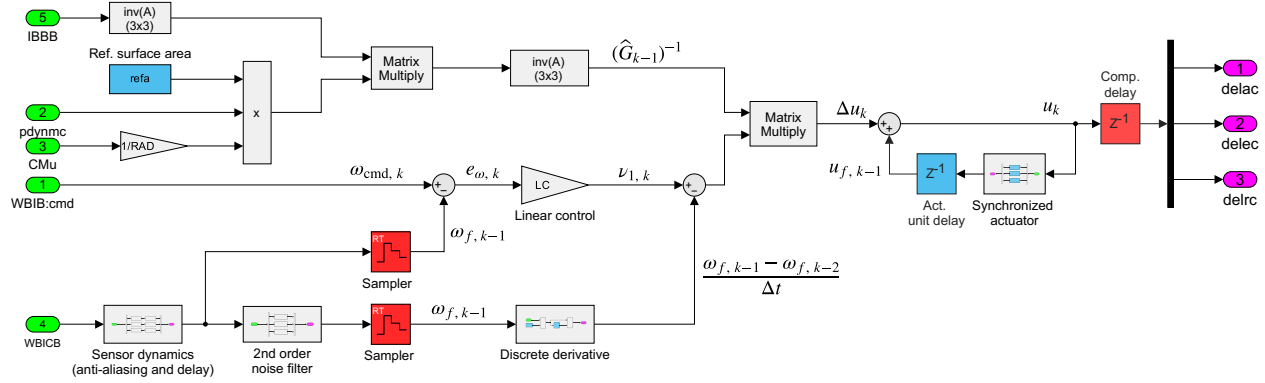 5
IBBB
inv(A)
(3x3)
Ref. surface area
refa
2
pdynmc
3
CMu
1/RAD
x
Matrix
Multiply
inv(A)
(3x3)
(Ĝ_{k−1})^{−1}
Matrix
Multiply
Δu_k
+
+
u_k
Comp.
delay
Z^{-1}
1
delac
2
delec
3
delrc
u_{f, k−1}
Z^{-1}
Act.
unit delay
Synchronized
actuator
1
WBIB:cmd
ω_{cmd, k}
+
−
e_{ω, k}
LC
Linear control
ν_{1, k}
+
−
ω_{f, k−1}
RT
Sampler
ω_{f, k−1} − ω_{f, k−2}
Δt
4
WBICB
Sensor dynamics
(anti-aliasing and delay)
2nd order
noise filter
RT
Sampler
ω_{f, k−1}
Discrete derivative